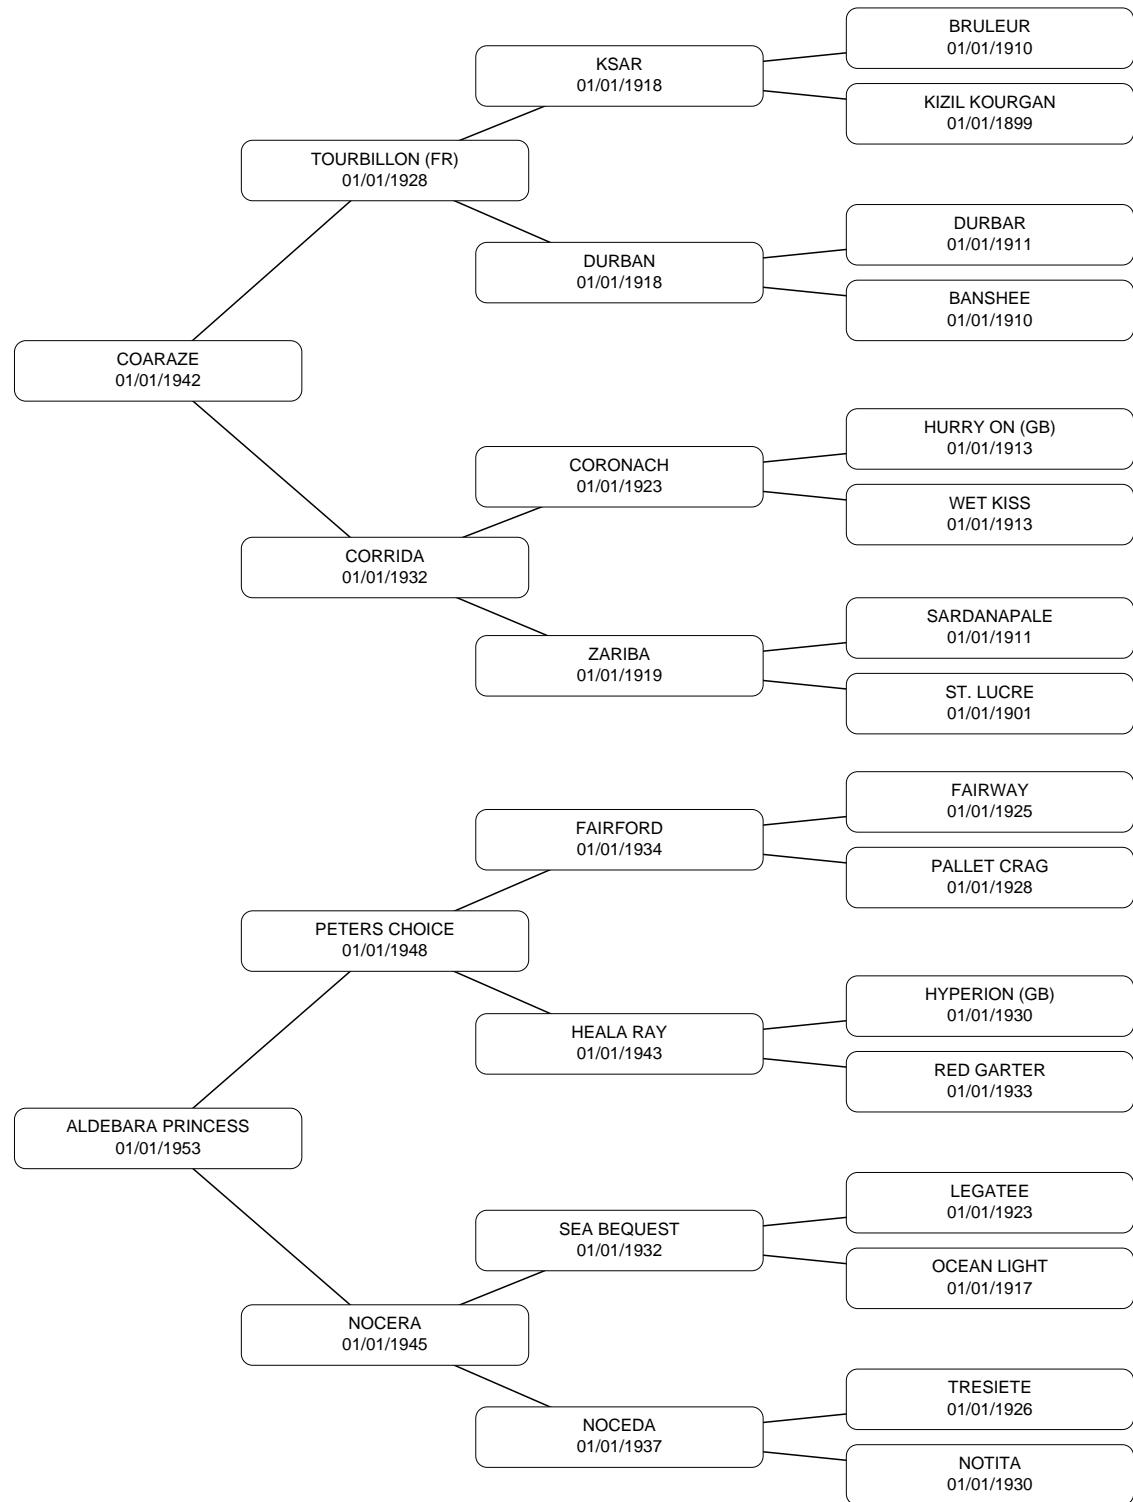 BRULEUR
01/01/1910
KSAR
01/01/1918
KIZIL KOURGAN
01/01/1899
TOURBILLON (FR)
01/01/1928
DURBAR
01/01/1911
DURBAN
01/01/1918
BANSHEE
01/01/1910
COARAZE
01/01/1942
HURRY ON (GB)
01/01/1913
CORONACH
01/01/1923
WET KISS
01/01/1913
CORRIDA
01/01/1932
SARDANAPALE
01/01/1911
ZARIBA
01/01/1919
ST. LUCRE
01/01/1901
FAIRWAY
01/01/1925
FAIRFORD
01/01/1934
PALLET CRAG
01/01/1928
PETERS CHOICE
01/01/1948
HYPERION (GB)
01/01/1930
HEALA RAY
01/01/1943
RED GARTER
01/01/1933
ALDEBARA PRINCESS
01/01/1953
LEGATEE
01/01/1923
SEA BEQUEST
01/01/1932
OCEAN LIGHT
01/01/1917
NOCERA
01/01/1945
TRESIETE
01/01/1926
NOCEDA
01/01/1937
NOTITA
01/01/1930